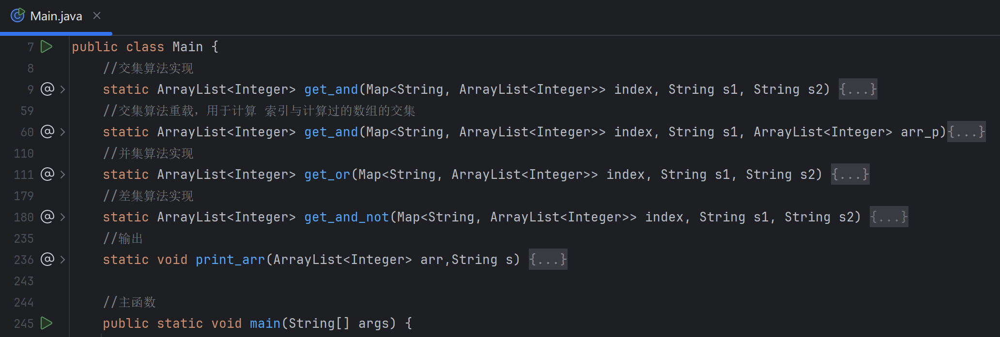 Main.java
7 public class Main {
8 //交集算法实现
9 static ArrayList<Integer> get_and(Map<String, ArrayList<Integer>> index, String s1, String s2) {...}
59 //交集算法重载，用于计算 索引与计算过的数组的交集
60 static ArrayList<Integer> get_and(Map<String, ArrayList<Integer>> index, String s1, ArrayList<Integer> arr_p){...}
110 //并集算法实现
111 static ArrayList<Integer> get_or(Map<String, ArrayList<Integer>> index, String s1, String s2) {...}
179 //差集算法实现
180 static ArrayList<Integer> get_and_not(Map<String, ArrayList<Integer>> index, String s1, String s2) {...}
235 //输出
236 static void print_arr(ArrayList<Integer> arr,String s) {...}
243
244 //主函数
245 public static void main(String[] args) {